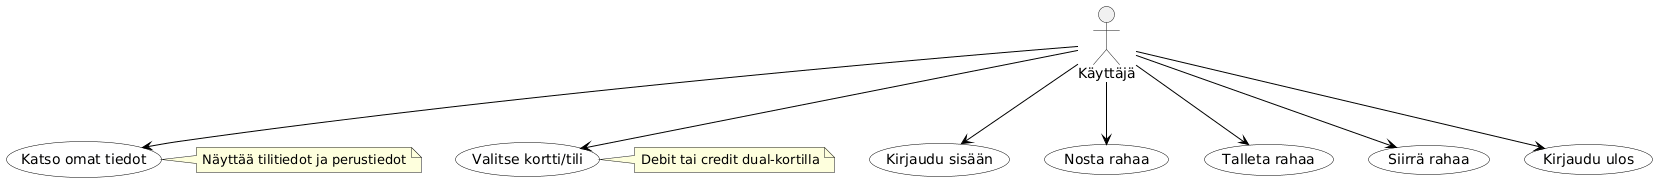 Käyttäjä
Katso omat tiedot
Näyttää tilitiedot ja perustiedot
Valitse kortti/tili
Debit tai credit dual-kortilla
Kirjaudu sisään
Nosta rahaa
Talleta rahaa
Siirrä rahaa
Kirjaudu ulos